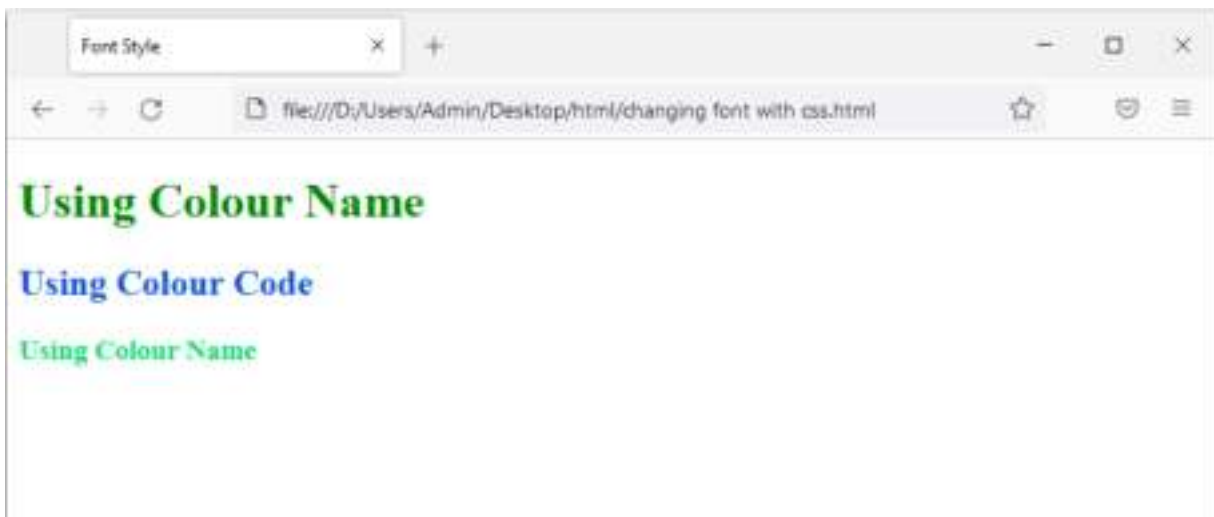 Font Style
file:///D:/Users/Admin/Desktop/html/changing font with css.html
Using Colour Name
Using Colour Code
Using Colour Name